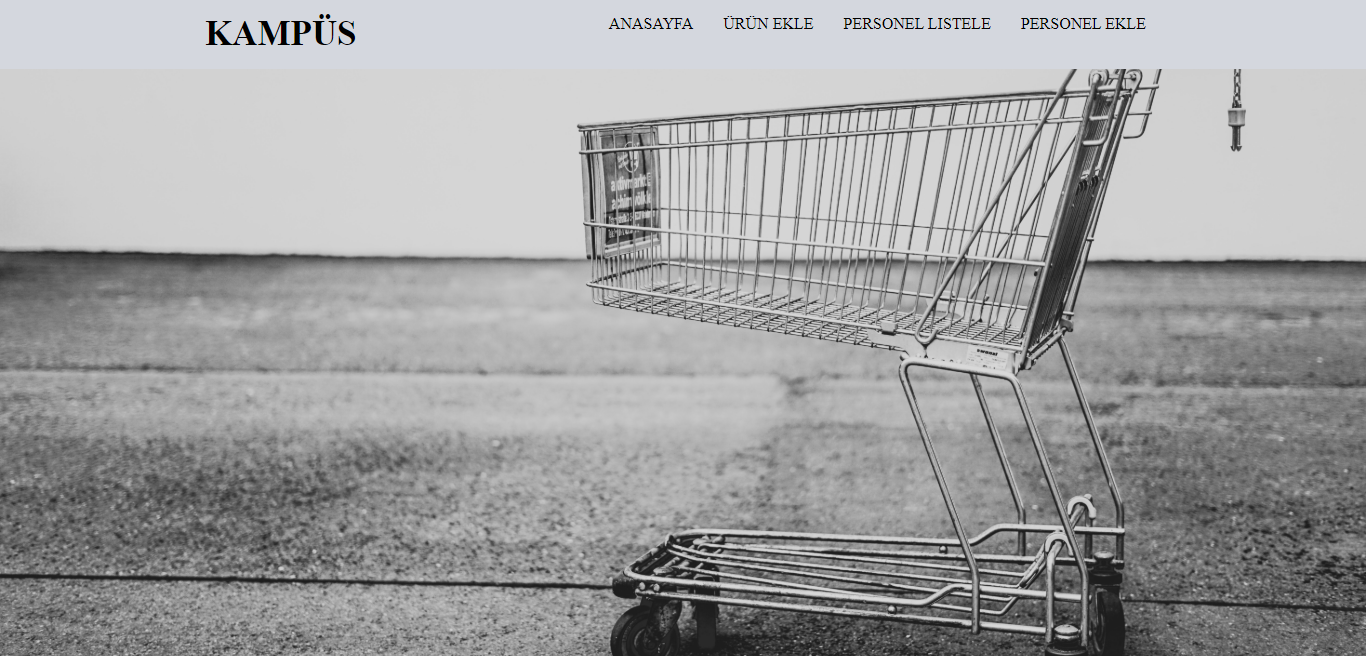 KAMPÜS
ANASAYFA
ÜRÜN EKLE
PERSONEL LISTELE
PERSONEL EKLE